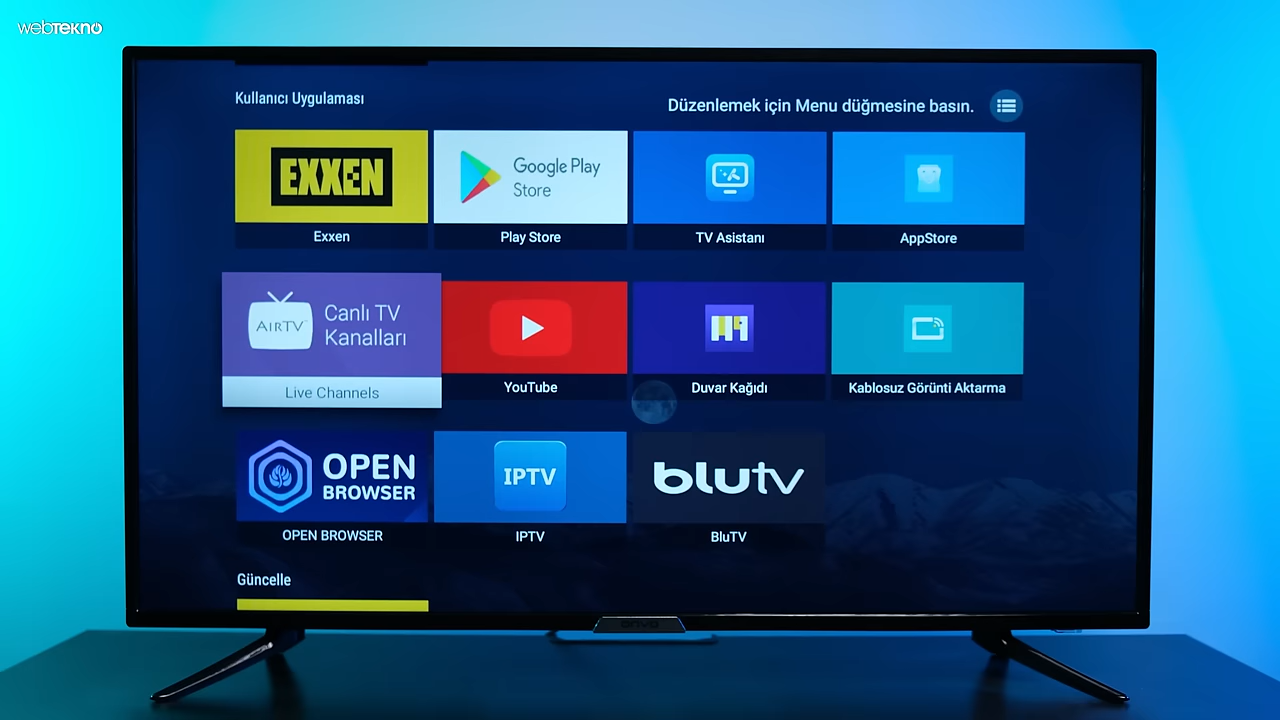 webTEKNO
Kullanıcı Uygulaması
Düzenlemek için Menu düğmesine basın.
EXXEN
Google Play
Store
Exxen
Play Store
TV Asistanı
AppStore
AIRTV
Canlı TV
Kanalları
Live Channels
YouTube
Duvar Kağıdı
Kablosuz Görünti Aktarma
OPEN
BROWSER
IPTV
blutv
OPEN BROWSER
IPTV
BluTV
Güncelle
onvo